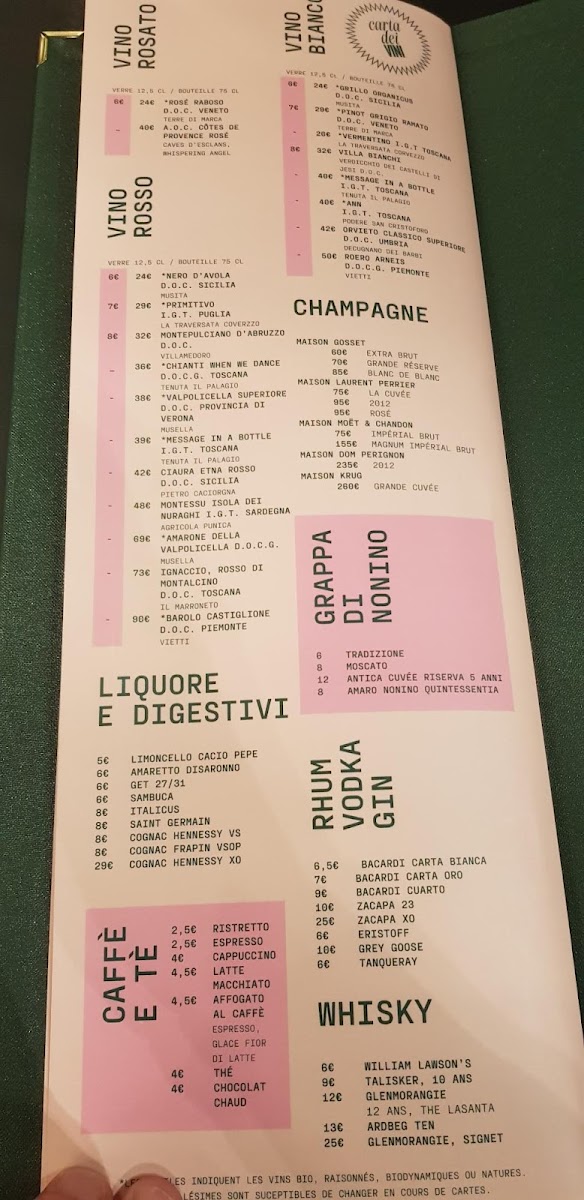 VINO
ROSATO
VERRE 12,5 CL / BOUTEILLE 75 CL
6€ 24€ *ROSÉ RABOSO
D.O.C. VENETO
TERRE DI MARCA
- 40€ A.O.C. CÔTES DE
PROVENCE ROSÉ
CAVES D'ESCLANS,
WHISPERING ANGEL
VINO
ROSSO
VERRE 12,5 CL / BOUTEILLE 75 CL
6€ 24€ *NERO D'AVOLA
D.O.C. SICILIA
MUSITA
7€ 29€ *PRIMITIVO
I.G.T. PUGLIA
LA TRAVERSATA COVERZZO
8€ 32€ MONTEPULCIANO D'ABRUZZO
D.O.C.
VILLAMEDORO
- 36€ *CHIANTI WHEN WE DANCE
D.O.C.G. TOSCANA
TENUTA IL PALAGIO
- 38€ *VALPOLICELLA SUPERIORE
D.O.C. PROVINCIA DI
VERONA
MUSELLA
- 39€ *MESSAGE IN A BOTTLE
I.G.T. TOSCANA
TENUTA IL PALAGIO
- 42€ CIAURA ETNA ROSSO
D.O.C. SICILIA
PIETRO CACIORGNA
- 48€ MONTESSU ISOLA DEI
NURAGHI I.G.T. SARDEGNA
AGRICOLA PUNICA
- 69€ *AMARONE DELLA
VALPOLICELLA D.O.C.G.
MUSELLA
- 73€ IGNACCIO, ROSSO DI
MONTALCINO
D.O.C. TOSCANA
IL MARRONETO
- 90€ *BAROLO CASTIGLIONE
D.O.C. PIEMONTE
VIETTI
VINO
BIANCO
carta
dei
VINI
VERRE 12,5 CL / BOUTEILLE 75 CL
6€ 24€ *GRILLO ORGANICUS
D.O.C. SICILIA
MUSITA
7€ 29€ *PINOT GRIGIO RAMATO
D.O.C. VENETO
TERRE DI MARCA
- 20€ *VERMENTINO I.G.T TOSCANA
LA TRAVERSATA CORVEZZO
8€ 32€ VILLA BIANCHI
VERDICCHIO DEI CASTELLI DI
JESI D.O.C.
- 40€ *MESSAGE IN A BOTTLE
I.G.T. TOSCANA
TENUTA IL PALAGIO
- 40€ *ANN
I.G.T. TOSCANA
PODERE SAN CRISTOFORO
- 42€ ORVIETO CLASSICO SUPERIORE
D.O.C. UMBRIA
DECUGNANO DEI BARBI
- 50€ ROERO ARNEIS
D.O.C.G. PIEMONTE
VIETTI
CHAMPAGNE
MAISON GOSSET
60€ EXTRA BRUT
70€ GRANDE RÉSERVE
85€ BLANC DE BLANC
MAISON LAURENT PERRIER
75€ LA CUVÉE
95€ 2012
95€ ROSÉ
MAISON MOËT & CHANDON
75€ IMPÉRIAL BRUT
155€ MAGNUM IMPÉRIAL BRUT
MAISON DOM PERIGNON
235€ 2012
MAISON KRUG
260€ GRANDE CUVÉE
GRAPPA
DI
NONINO
6 TRADIZIONE
8 MOSCATO
12 ANTICA CUVÉE RISERVA 5 ANNI
8 AMARO NONINO QUINTESSENTIA
LIQUORE
E DIGESTIVI
5€ LIMONCELLO CACIO PEPE
6€ AMARETTO DISARONNO
6€ GET 27/31
6€ SAMBUCA
8€ ITALICUS
8€ SAINT GERMAIN
8€ COGNAC HENNESSY VS
8€ COGNAC FRAPIN VSOP
29€ COGNAC HENNESSY XO
RHUM
VODKA
GIN
6,5€ BACARDI CARTA BIANCA
7€ BACARDI CARTA ORO
9€ BACARDI CUARTO
10€ ZACAPA 23
25€ ZACAPA XO
6€ ERISTOFF
10€ GREY GOOSE
6€ TANQUERAY
CAFFÈ
E TÈ
2,5€ RISTRETTO
2,5€ ESPRESSO
4€ CAPPUCCINO
4,5€ LATTE
MACCHIATO
4,5€ AFFOGATO
AL CAFFÈ
ESPRESSO,
GLACE FIOR
DI LATTE
4€ THÉ
4€ CHOCOLAT
CHAUD
WHISKY
6€ WILLIAM LAWSON'S
9€ TALISKER, 10 ANS
12€ GLENMORANGIE
12 ANS, THE LASANTA
13€ ARDBEG TEN
25€ GLENMORANGIE, SIGNET
INDIQUENT LES VINS BIO, RAISONNÉS, BIODYNAMIQUES OU NATURES.
SONT SUCEPTIBLES DE CHANGER EN COURS DE CARTES.